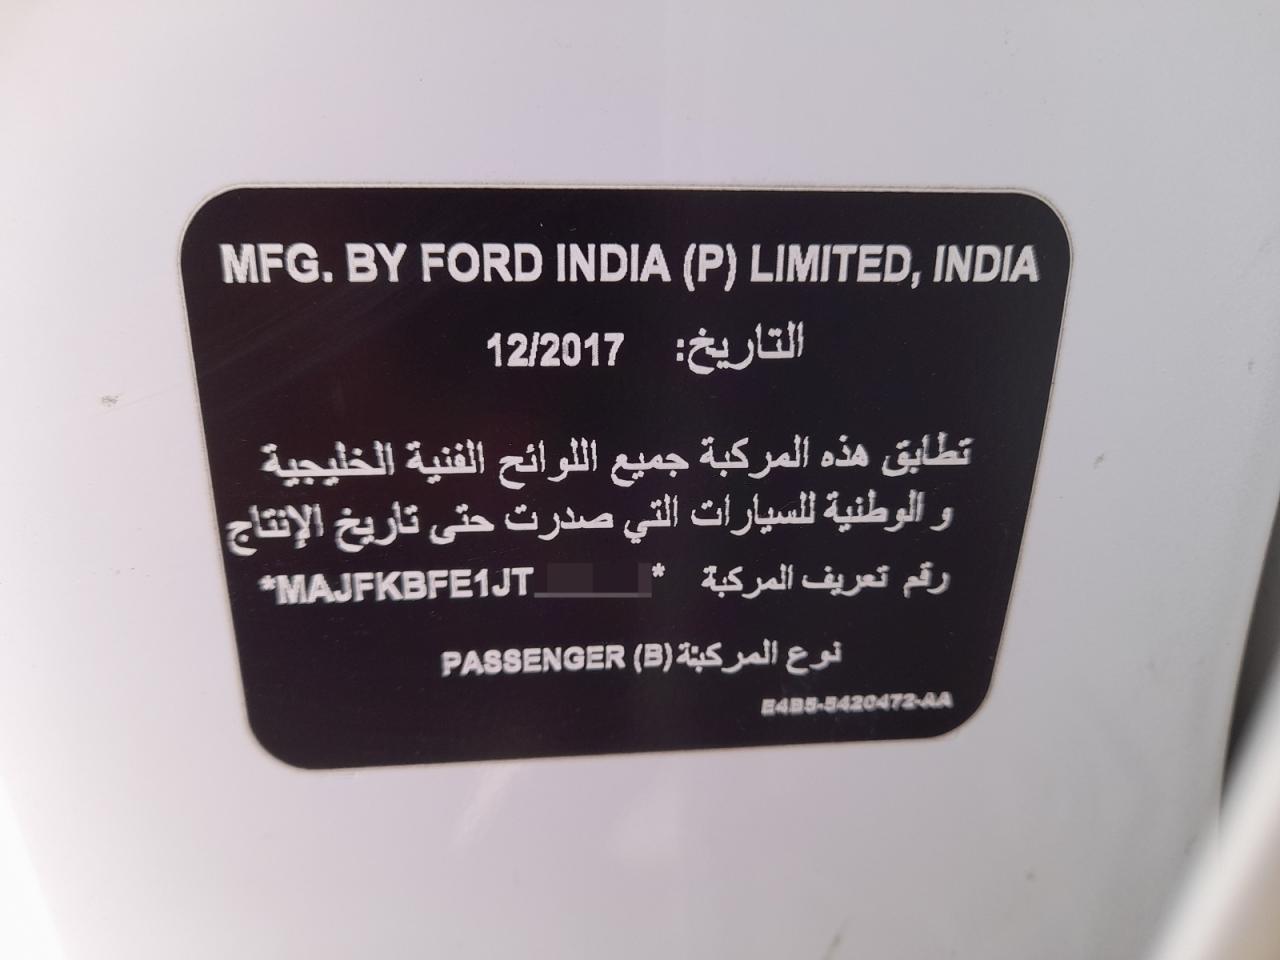 MFG. BY FORD INDIA (P) LIMITED, INDIA
التاريخ: 12/2017
تطابق هذه المركبة جميع اللوائح الفنية الخليجية
و الوطنية للسيارات التي صدرت حتى تاريخ الإنتاج
رقم تعريف المركبة *MAJFKBFE1JT *
نوع المركبة PASSENGER (B)
E4B5-5420472-AA